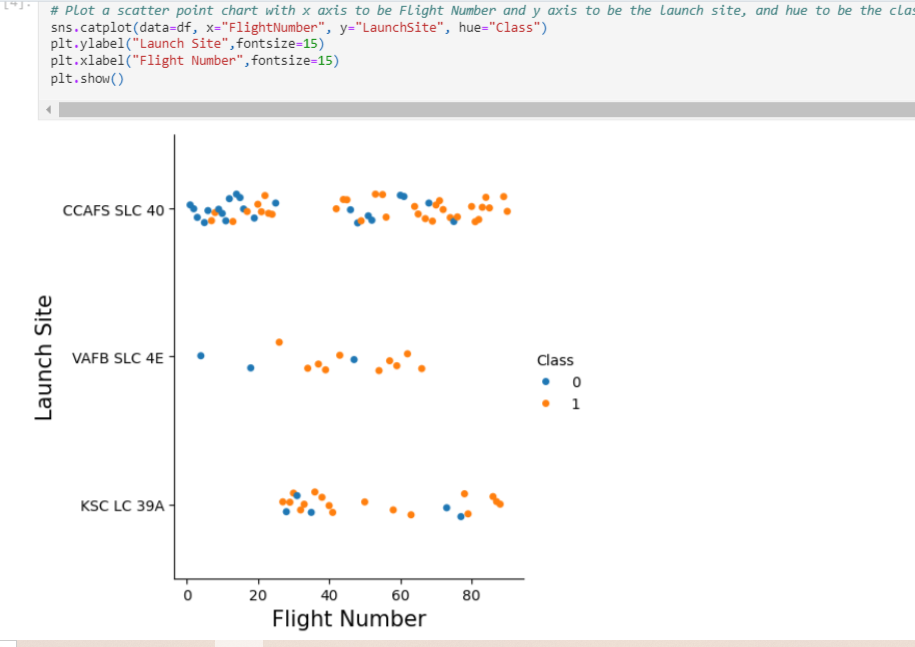 [4]:
# Plot a scatter point chart with x axis to be Flight Number and y axis to be the launch site, and hue to be the
sns.catplot(data=df, x="FlightNumber", y="LaunchSite", hue="Class")
plt.ylabel("Launch Site",fontsize=15)
plt.xlabel("Flight Number",fontsize=15)
plt.show()
CCAFS SLC 40
VAFB SLC 4E
KSC LC 39A
Launch Site
Class
0
1
0 20 40 60 80
Flight Number